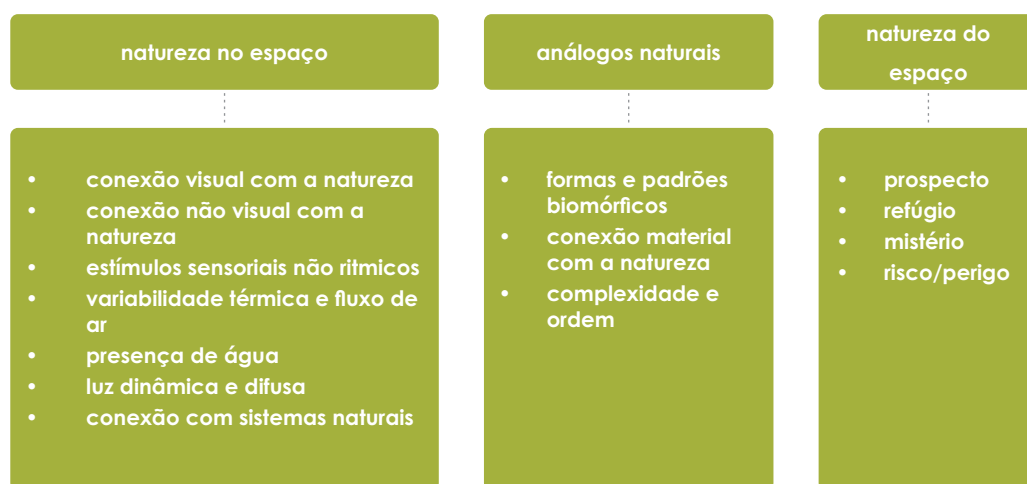 natureza no espaço
• conexão visual com a natureza
• conexão não visual com a
natureza
• estímulos sensoriais não ritmicos
• variabilidade térmica e fluxo de
ar
• presença de água
• luz dinâmica e difusa
• conexão com sistemas naturais
análogos naturais
• formas e padrões
biomórficos
• conexão material
com a natureza
• complexidade e
ordem
natureza do
espaço
• prospecto
• refúgio
• mistério
• risco/perigo